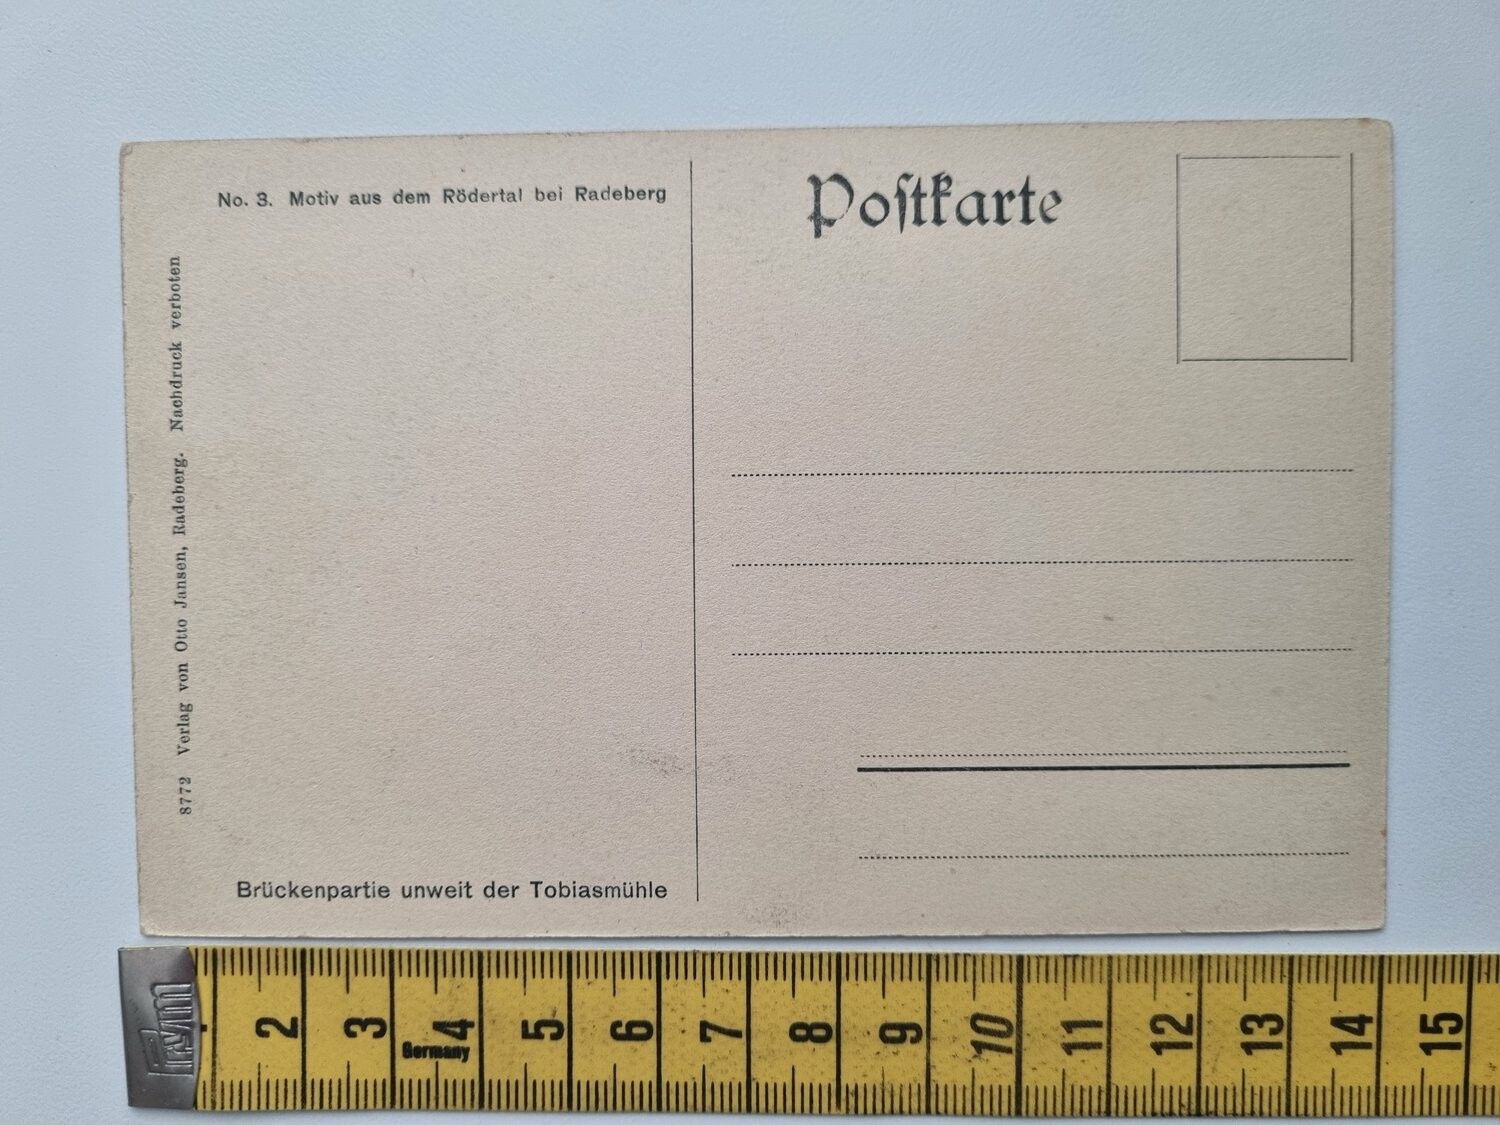 No. 3. Motiv aus dem Rödertal bei Radeberg
Poſtkarte
8772 Verlag von Otto Jansen, Radeberg. Nachdruck verboten
Brückenpartie unweit der Tobiasmühle
Prym
2 3 4 5 6 7 8 9 10 11 12 13 14 15
Germany